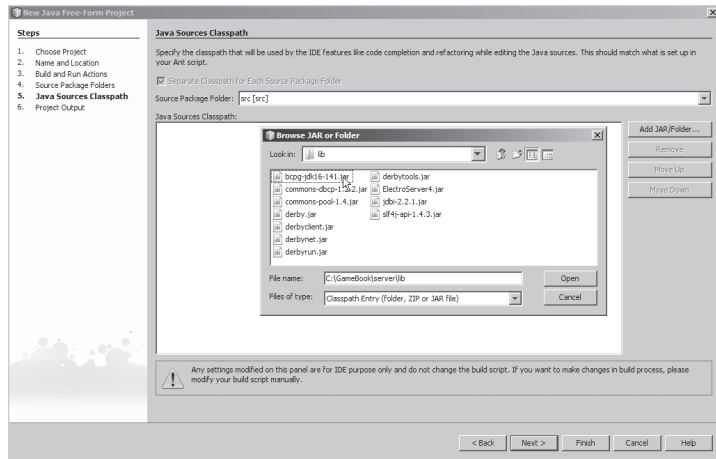 New Java Free-Form Project
Steps
1. Choose Project
2. Name and Location
3. Build and Run Actions
4. Source Package Folders
5. Java Sources Classpath
6. Project Output
Java Sources Classpath
Specify the classpath that will be used by the IDE features like code completion and refactoring while editing the Java sources. This should match what is set up in
your Ant script.
Separate Classpath for Each Source Package Folder
Source Package Folder: src [src]
Java Sources Classpath:
Add JAR/Folder...
Remove
Move Up
Move Down
Browse JAR or Folder
Look in: lib
bcpg-jdk16-141.jar
commons-dbcp-1.2.2.jar
commons-pool-1.4.jar
derby.jar
derbyclient.jar
derbynet.jar
derbyrun.jar
derbytools.jar
ElectroServer4.jar
jdbi-2.2.1.jar
slf4j-api-1.4.3.jar
File name: C:\GameBook\server\lib
Open
Files of type: Classpath Entry (folder, ZIP or JAR file)
Cancel
Any settings modified on this panel are for IDE purpose only and do not change the build script. If you want to make changes in build process, please
modify your build script manually.
< Back
Next >
Finish
Cancel
Help